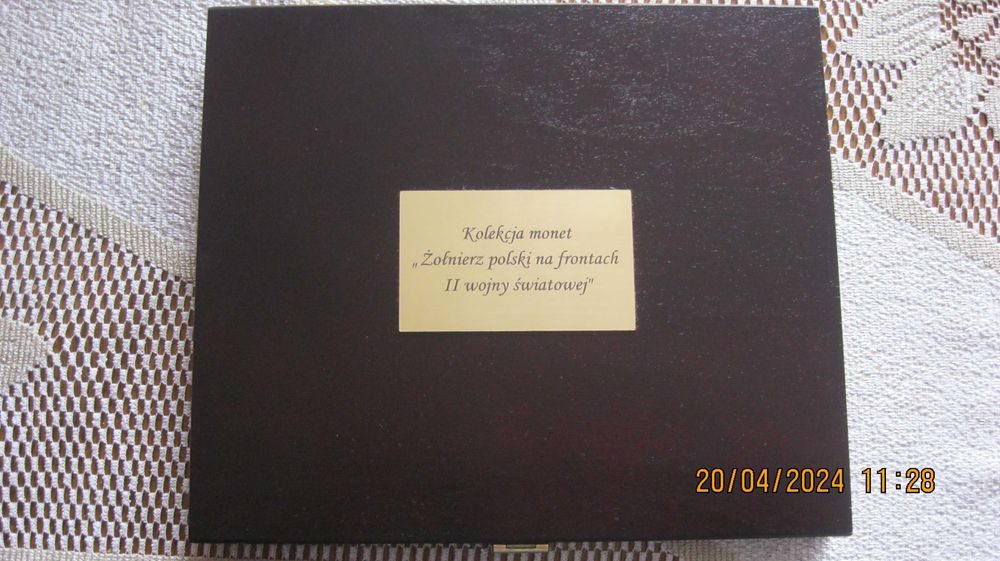 Kolekcja monet
„Żołnierz polski na frontach
II wojny światowej"
20/04/2024 11:28